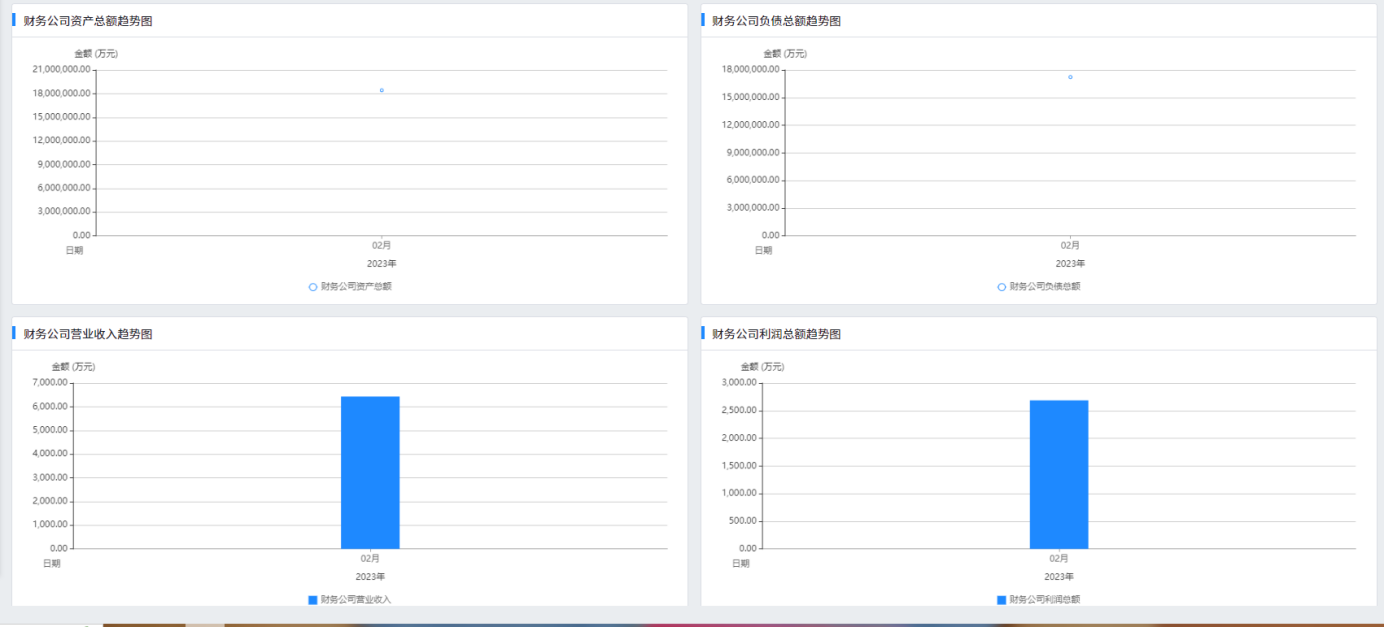 财务公司资产总额趋势图
金额 (万元)
21,000,000.00
18,000,000.00
15,000,000.00
12,000,000.00
9,000,000.00
6,000,000.00
3,000,000.00
0.00
日期
02月
2023年
财务公司资产总额
财务公司负债总额趋势图
金额 (万元)
18,000,000.00
15,000,000.00
12,000,000.00
9,000,000.00
6,000,000.00
3,000,000.00
0.00
日期
02月
2023年
财务公司负债总额
财务公司营业收入趋势图
金额 (万元)
7,000.00
6,000.00
5,000.00
4,000.00
3,000.00
2,000.00
1,000.00
0.00
日期
02月
2023年
财务公司营业收入
财务公司利润总额趋势图
金额 (万元)
3,000.00
2,500.00
2,000.00
1,500.00
1,000.00
500.00
0.00
日期
02月
2023年
财务公司利润总额